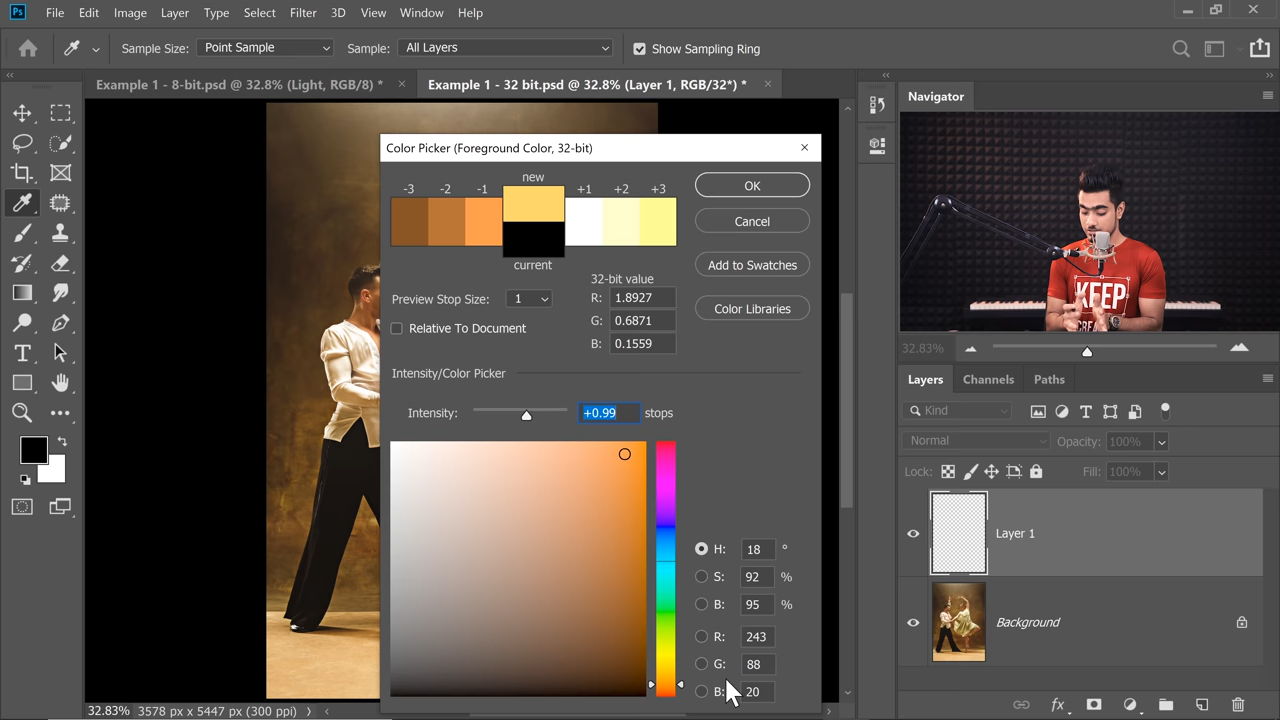 Ps File Edit Image Layer Type Select Filter 3D View Window Help
Sample Size: Point Sample Sample: All Layers Show Sampling Ring
Example 1 - 8-bit.psd @ 32.8% (Light, RGB/8) * × Example 1 - 32 bit.psd @ 32.8% (Layer 1, RGB/32*) * ×
Navigator
Color Picker (Foreground Color, 32-bit)
new
-3 -2 -1 +1 +2 +3
current
OK
Cancel
Add to Swatches
Color Libraries
32-bit value
Preview Stop Size: 1
R: 1.8927
G: 0.6871
B: 0.1559
Relative To Document
Intensity/Color Picker
Intensity: +0.99 stops
H: 18 °
S: 92 %
B: 95 %
R: 243
G: 88
B: 20
KEEP
32.83%
Layers Channels Paths
Kind
Normal Opacity: 100%
Lock: Fill: 100%
Layer 1
Background
fx
32.83% 3578 px x 5447 px (300 ppi)